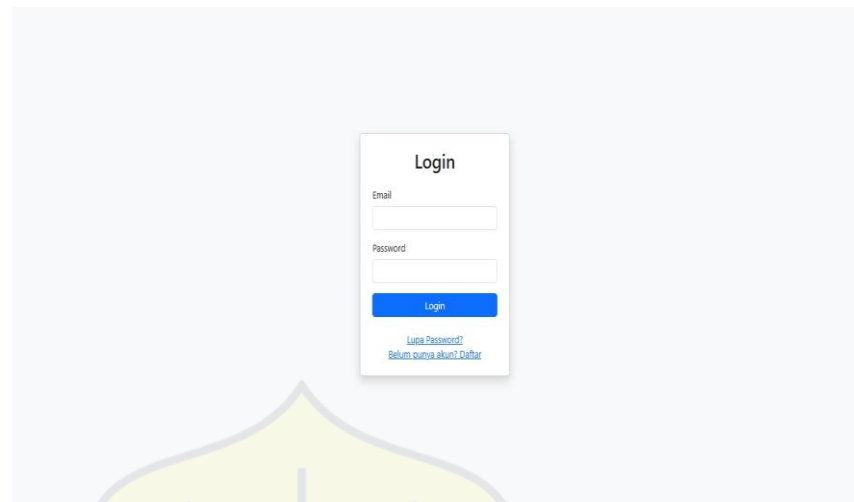 Login
Email
Password
Login
Lupa Password?
Belum punya akun? Daftar